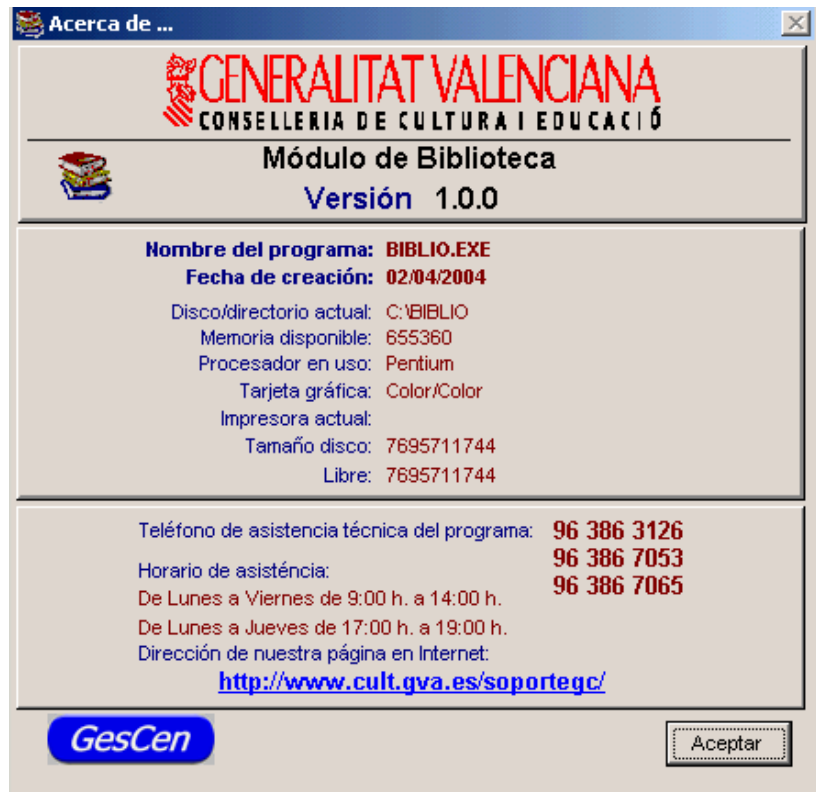 Acerca de ...
GENERALITAT VALENCIANA
CONSELLERIA DE CULTURA I EDUCACIÓ
Módulo de Biblioteca
Versión 1.0.0
Nombre del programa: BIBLIO.EXE
Fecha de creación: 02/04/2004
Disco/directorio actual: C:\BIBLIO
Memoria disponible: 655360
Procesador en uso: Pentium
Tarjeta gráfica: Color/Color
Impresora actual:
Tamaño disco: 7695711744
Libre: 7695711744
Teléfono de asistencia técnica del programa: 96 386 3126
96 386 7053
Horario de asisténcia:
96 386 7065
De Lunes a Viernes de 9:00 h. a 14:00 h.
De Lunes a Jueves de 17:00 h. a 19:00 h.
Dirección de nuestra página en Internet:
http://www.cult.gva.es/soportegc/
GesCen
Aceptar